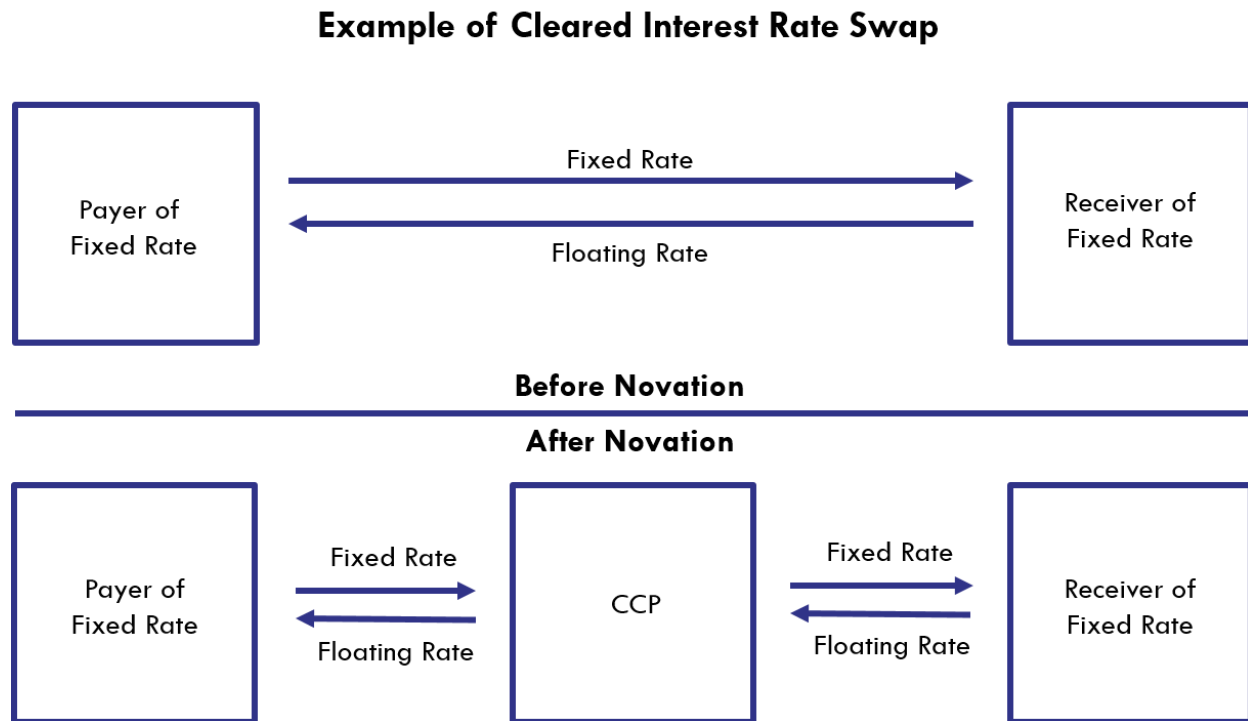 Example of Cleared Interest Rate Swap
Fixed Rate
Payer of
Fixed Rate
Receiver of
Fixed Rate
Floating Rate
Before Novation
After Novation
Fixed Rate
Fixed Rate
Payer of
Fixed Rate
CCP
Receiver of
Fixed Rate
Floating Rate
Floating Rate